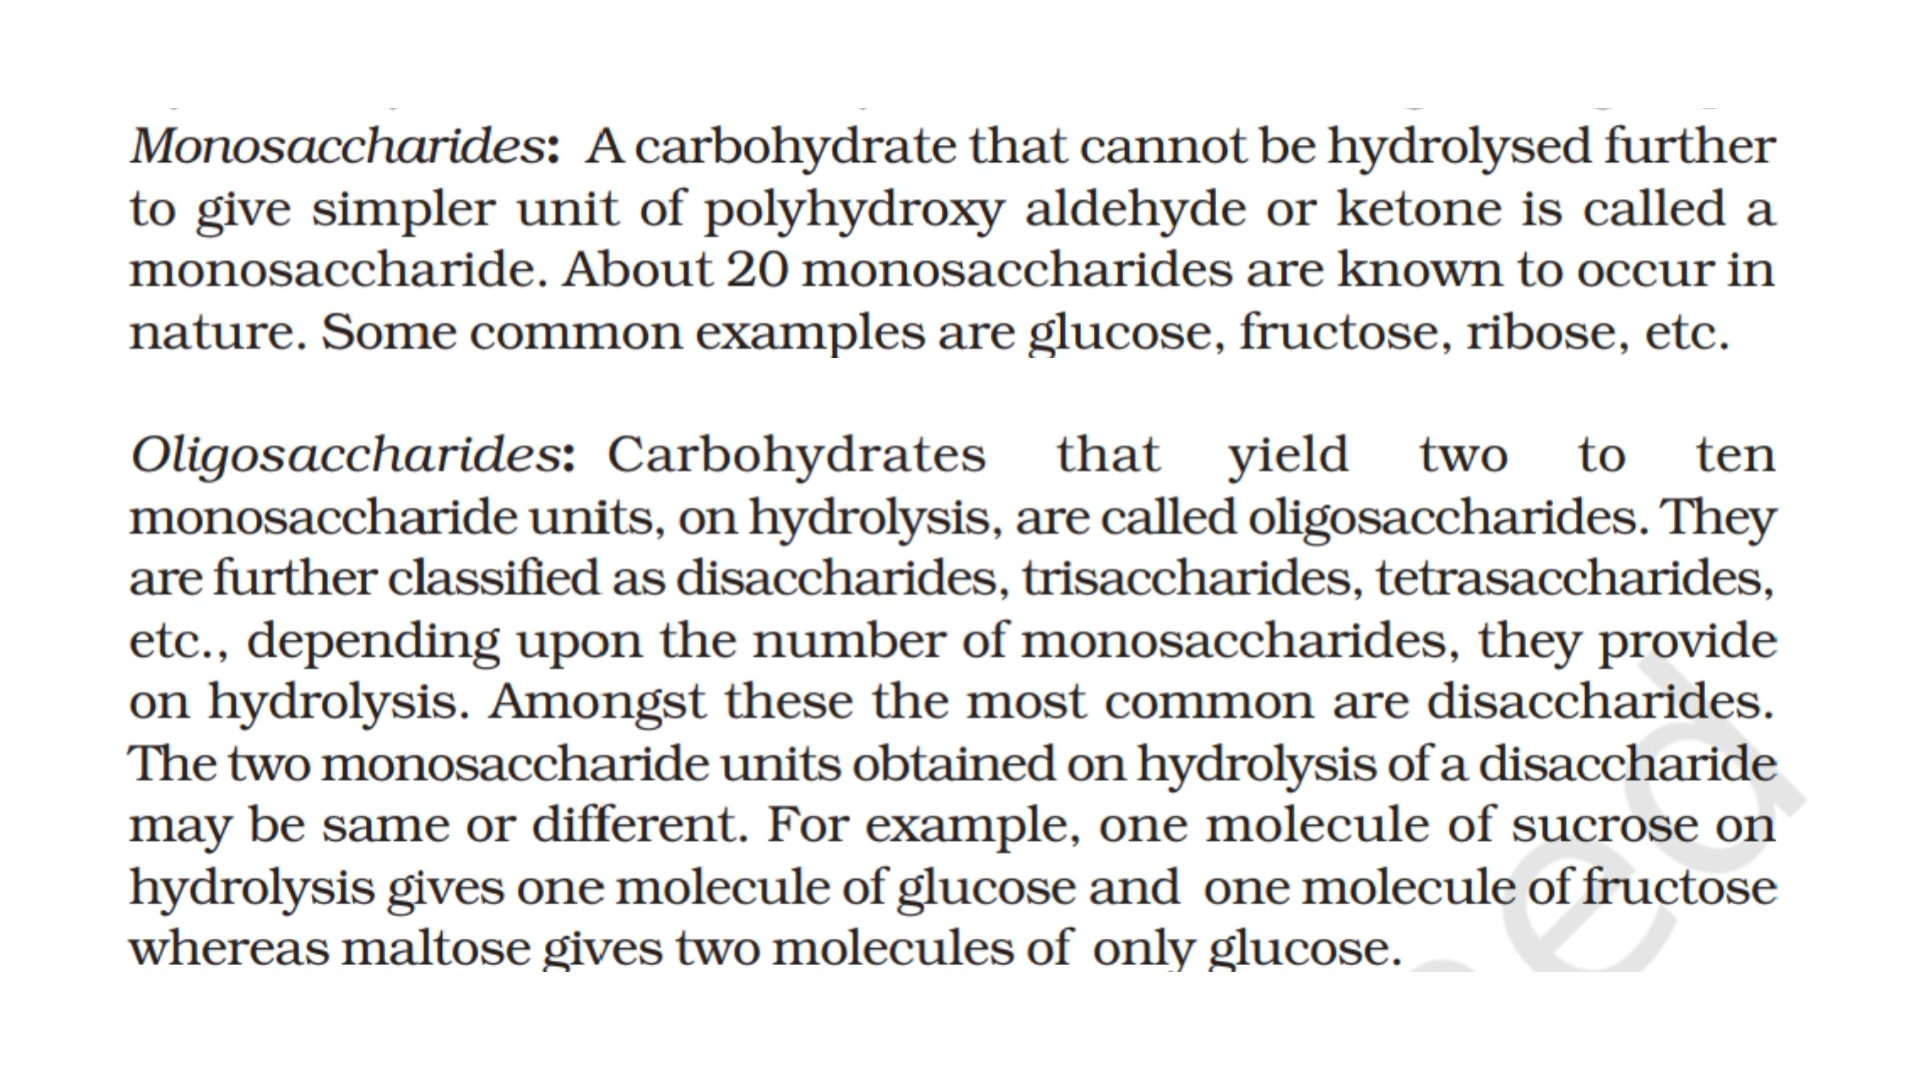 Monosaccharides: A carbohydrate that cannot be hydrolysed further
to give simpler unit of polyhydroxy aldehyde or ketone is called a
monosaccharide. About 20 monosaccharides are known to occur in
nature. Some common examples are glucose, fructose, ribose, etc.
Oligosaccharides: Carbohydrates that yield two to ten
monosaccharide units, on hydrolysis, are called oligosaccharides. They
are further classified as disaccharides, trisaccharides, tetrasaccharides,
etc., depending upon the number of monosaccharides, they provide
on hydrolysis. Amongst these the most common are disaccharides.
The two monosaccharide units obtained on hydrolysis of a disaccharide
may be same or different. For example, one molecule of sucrose on
hydrolysis gives one molecule of glucose and one molecule of fructose
whereas maltose gives two molecules of only glucose.